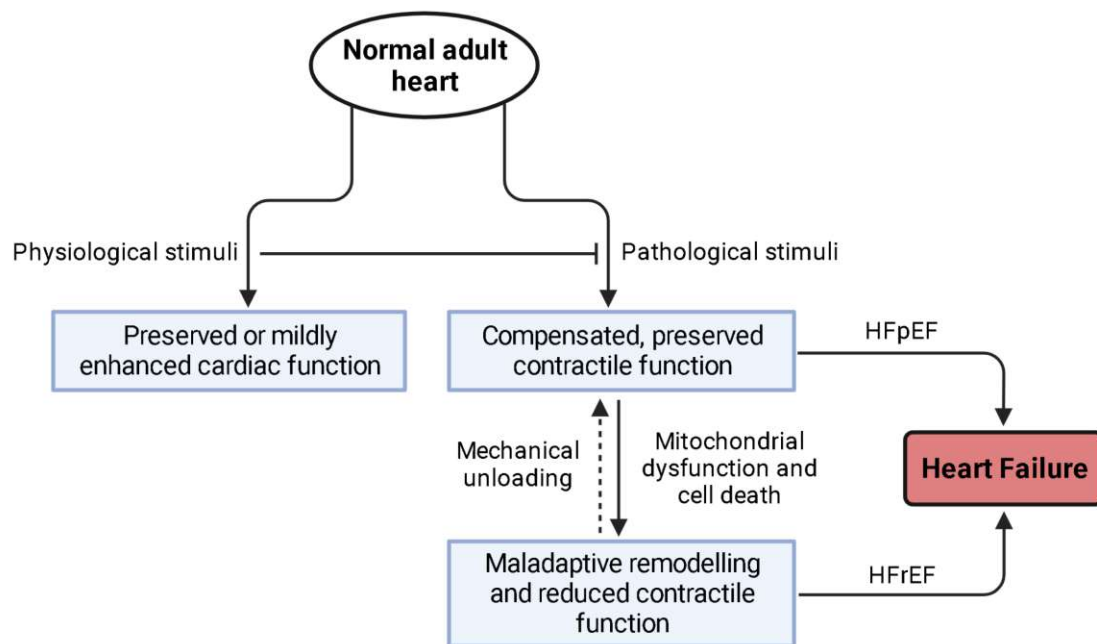 Normal adult
heart
Physiological stimuli
Pathological stimuli
Preserved or mildly
enhanced cardiac function
Compensated, preserved
contractile function
HFpEF
Mechanical
unloading
Mitochondrial
dysfunction and
cell death
Heart Failure
Maladaptive remodelling
and reduced contractile
function
HFrEF